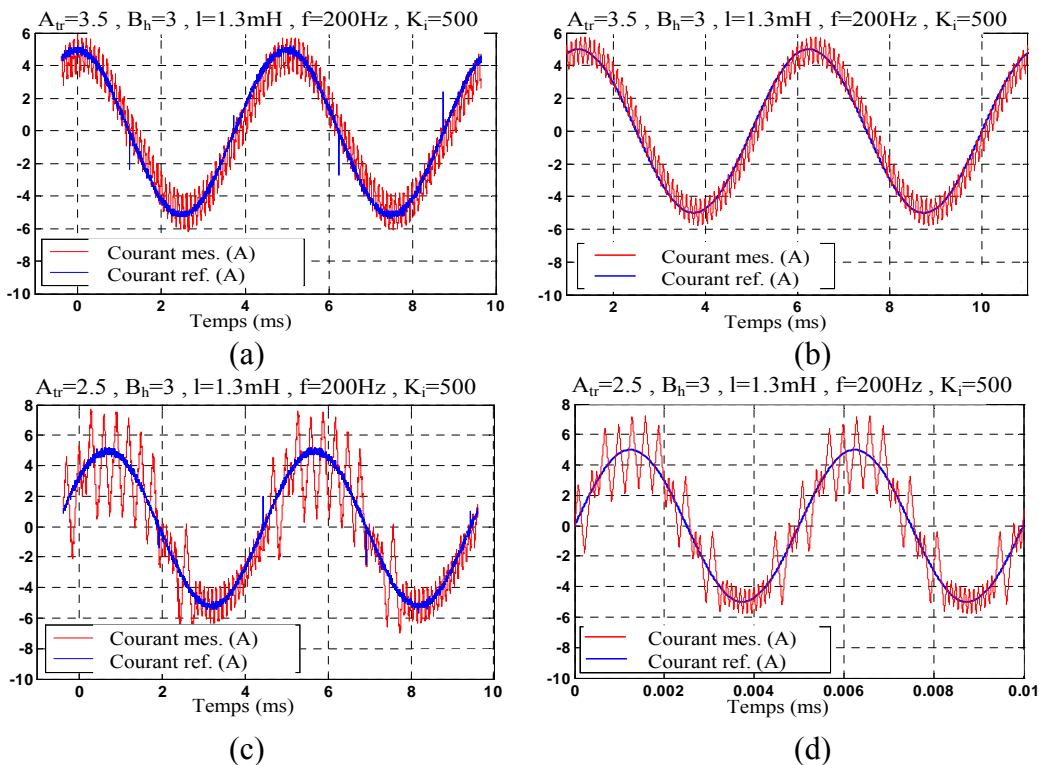 A_tr=3.5 , B_h=3 , l=1.3mH , f=200Hz , K_i=500
6
4
2
0
-2
-4
-6
-8
-10
Courant mes. (A)
Courant ref. (A)
0 2 4 6 8 10
Temps (ms)
(a)
A_tr=3.5 , B_h=3 , l=1.3mH , f=200Hz , K_i=500
6
4
2
0
-2
-4
-6
-8
-10
Courant mes. (A)
Courant ref. (A)
2 4 6 8 10
Temps (ms)
(b)
A_tr=2.5 , B_h=3 , l=1.3mH , f=200Hz , K_i=500
8
6
4
2
0
-2
-4
-6
-8
-10
Courant mes. (A)
Courant ref. (A)
0 2 4 6 8 10
Temps (ms)
(c)
A_tr=2.5 , B_h=3 , l=1.3mH , f=200Hz , K_i=500
8
6
4
2
0
-2
-4
-6
-8
-10
Courant mes. (A)
Courant ref. (A)
0 0.002 0.004 0.006 0.008 0.01
Temps (ms)
(d)